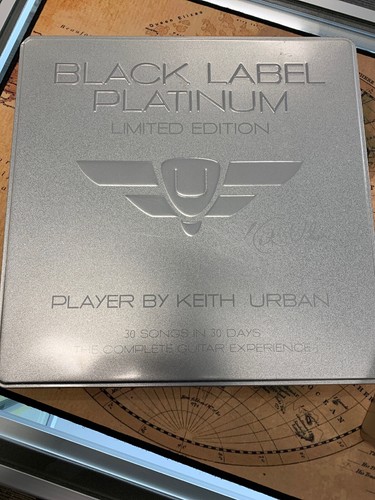 BLACK LABEL
PLATINUM
LIMITED EDITION
U
PLAYER BY KEITH URBAN
30 SONGS IN 30 DAYS
THE COMPLETE GUITAR EXPERIENCE